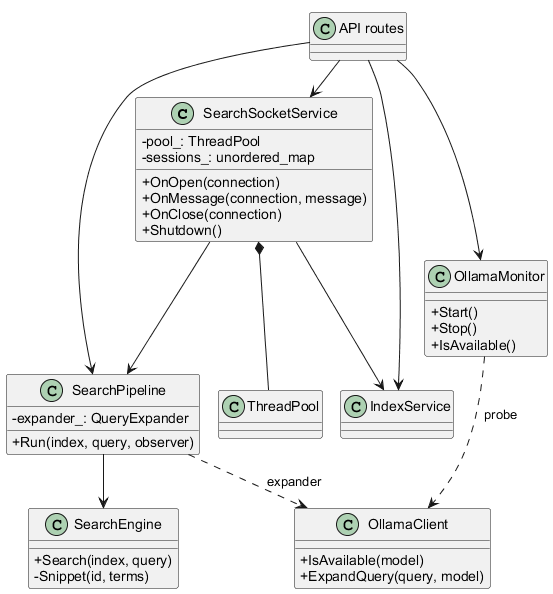 C API routes
C SearchSocketService
-pool_: ThreadPool
-sessions_: unordered_map
+OnOpen(connection)
+OnMessage(connection, message)
+OnClose(connection)
+Shutdown()
C OllamaMonitor
+Start()
+Stop()
+IsAvailable()
C SearchPipeline
-expander_: QueryExpander
+Run(index, query, observer)
C ThreadPool
C IndexService
probe
expander
C SearchEngine
+Search(index, query)
-Snippet(id, terms)
C OllamaClient
+IsAvailable(model)
+ExpandQuery(query, model)